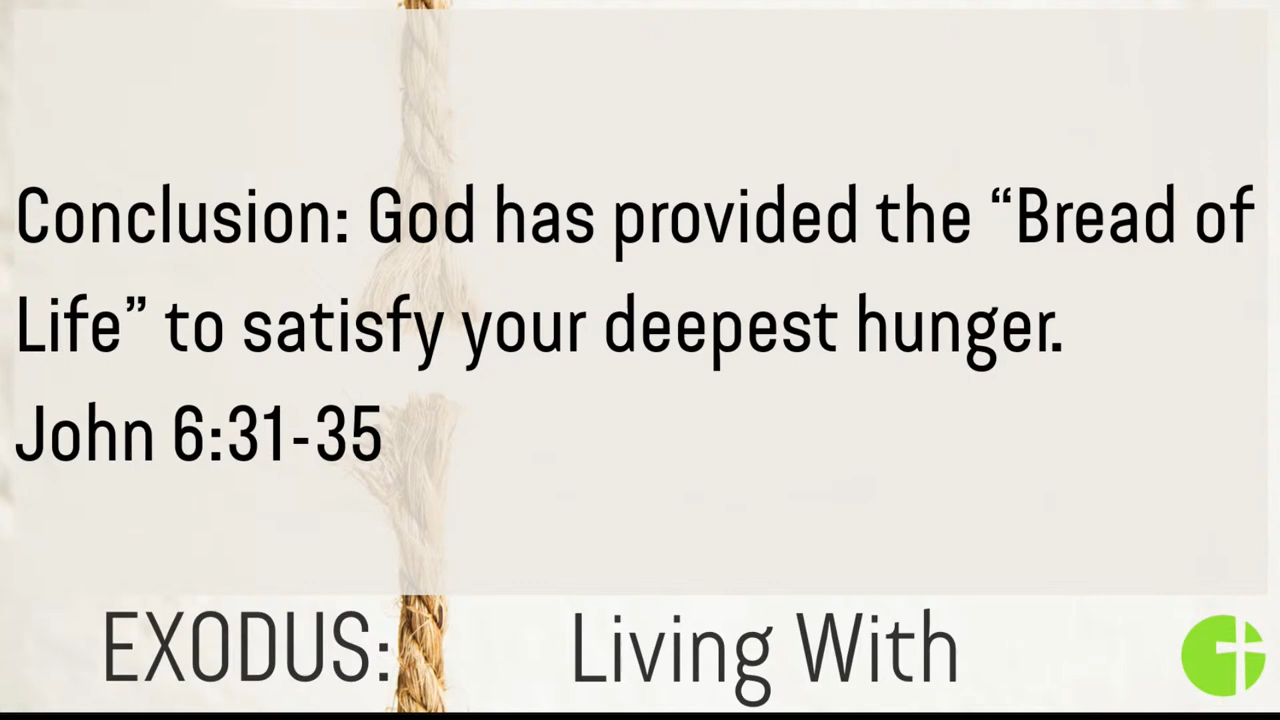 Conclusion: God has provided the “Bread of
Life” to satisfy your deepest hunger.
John 6:31-35
EXODUS: Living With